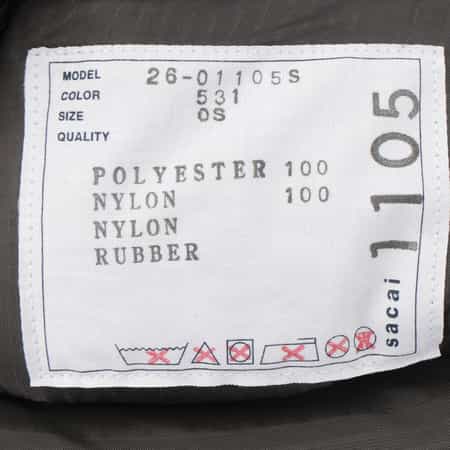 MODEL 26-01105S
COLOR 531
SIZE OS
QUALITY
POLYESTER 100
NYLON 100
NYLON
RUBBER
sacai 1105